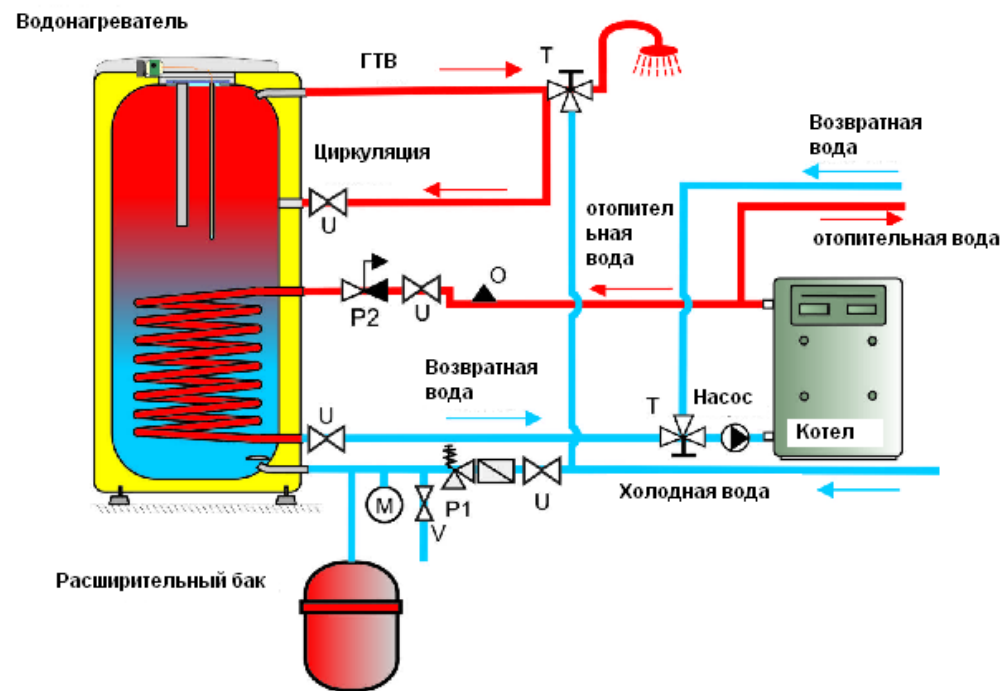 Водонагреватель
ГТВ
Т
Возвратная
вода
Циркуляция
U
отопител
ьная
вода
отопительная вода
O
P2
U
Возвратная
вода
U
T
Насос
Котел
M
V
P1
U
Холодная вода
Расширительный бак